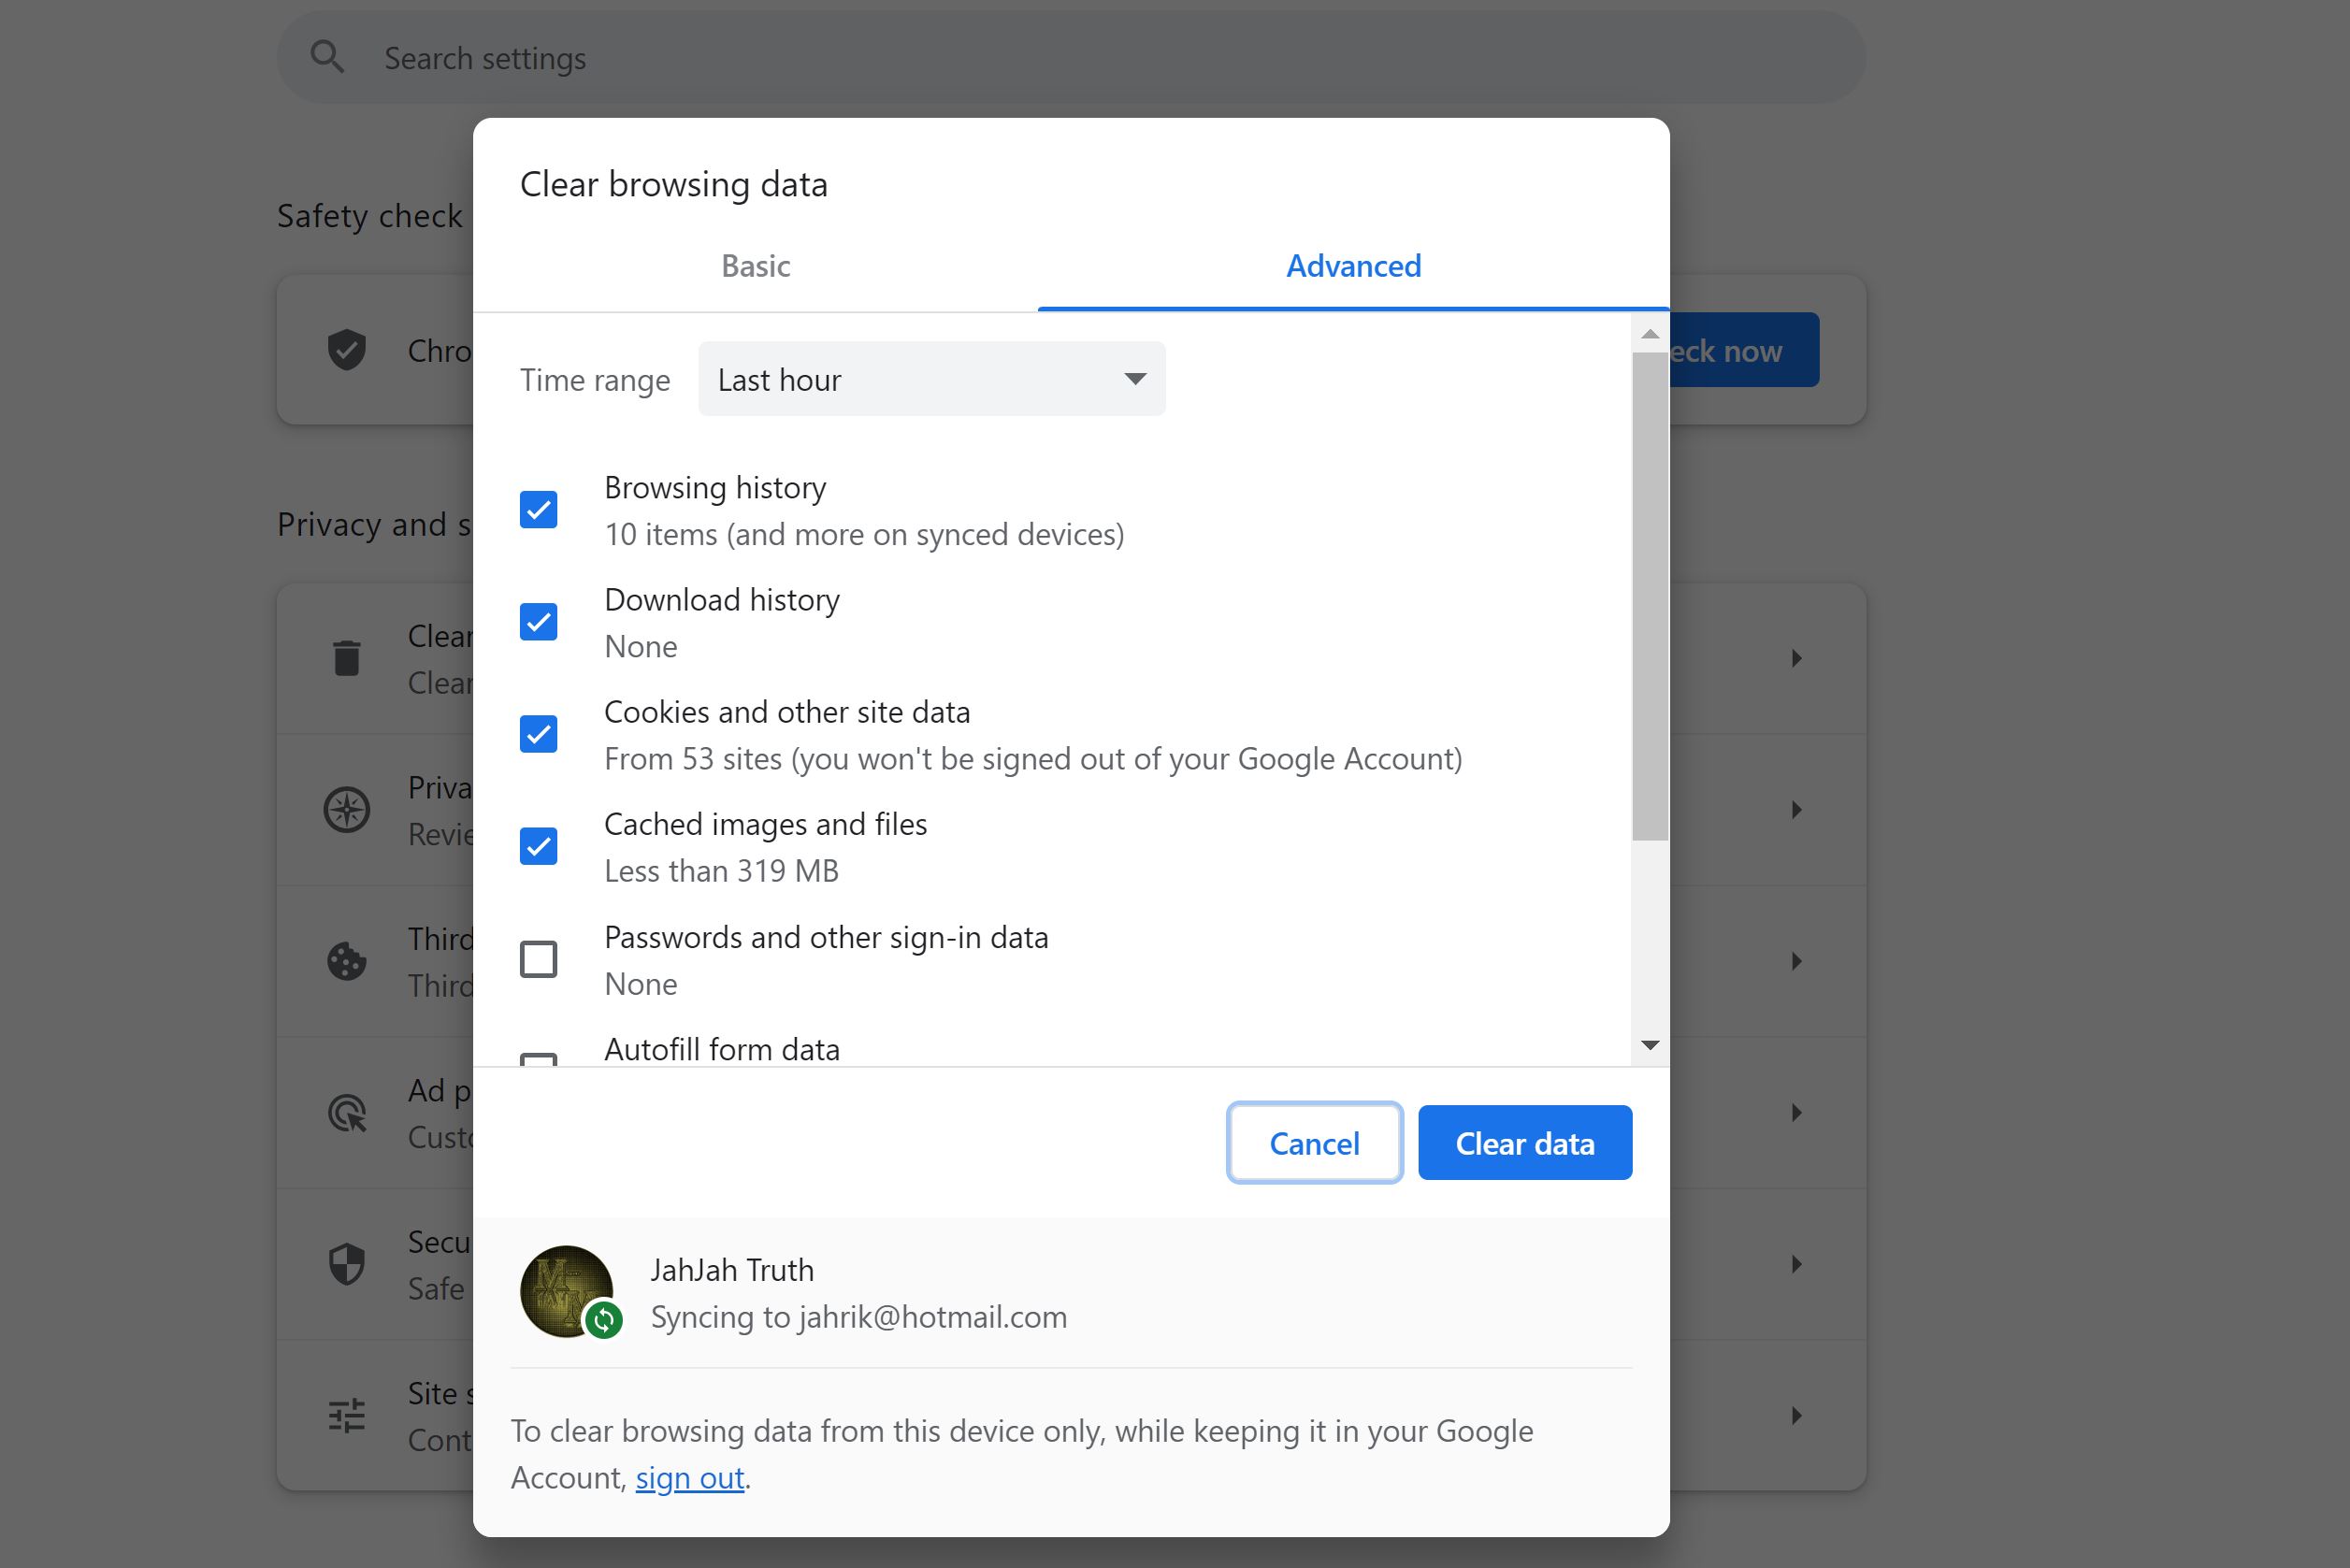 Search settings
Safety check
Chro
eck now
Privacy and s
Clear
Clear
Priva
Revie
Third
Third
Ad p
Custo
Secu
Safe
Site s
Cont
Clear browsing data
Basic
Advanced
Time range
Last hour
Browsing history
10 items (and more on synced devices)
Download history
None
Cookies and other site data
From 53 sites (you won't be signed out of your Google Account)
Cached images and files
Less than 319 MB
Passwords and other sign-in data
None
Autofill form data
Cancel
Clear data
JahJah Truth
Syncing to jahrik@hotmail.com
To clear browsing data from this device only, while keeping it in your Google
Account, sign out.